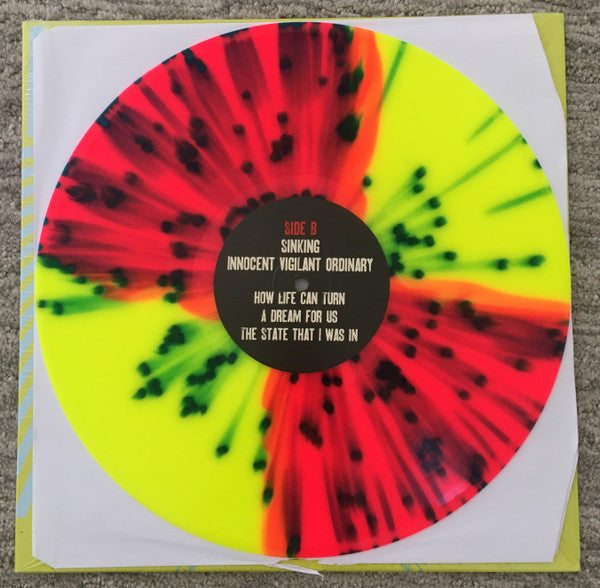 SIDE B
SINKING
INNOCENT VIGILANT ORDINARY
HOW LIFE CAN TURN
A DREAM FOR US
THE STATE THAT I WAS IN